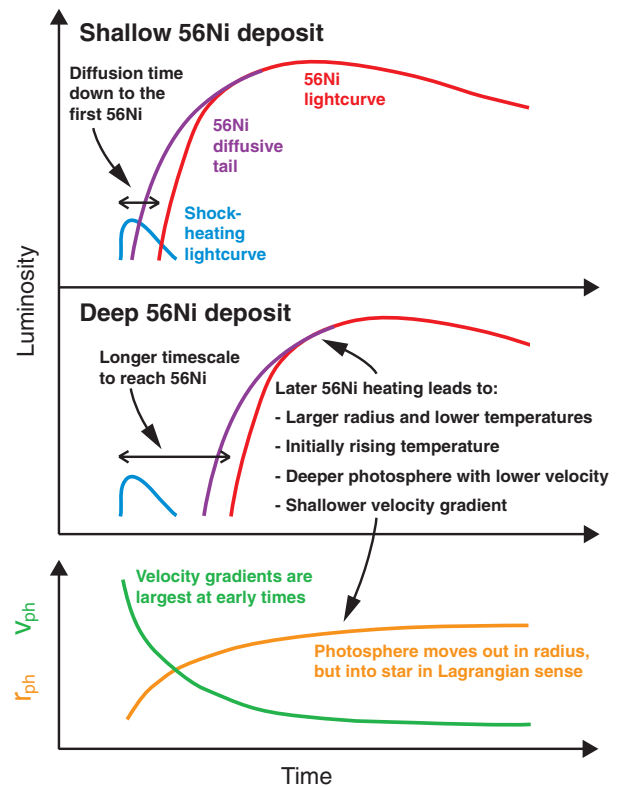 Shallow 56Ni deposit
Diffusion time
down to the
first 56Ni
56Ni
lightcurve
56Ni
diffusive
tail
Shock-
heating
lightcurve
Luminosity
Deep 56Ni deposit
Longer timescale
to reach 56Ni
Later 56Ni heating leads to:
- Larger radius and lower temperatures
- Initially rising temperature
- Deeper photosphere with lower velocity
- Shallower velocity gradient
Velocity gradients are
largest at early times
Photosphere moves out in radius,
but into star in Lagrangian sense
rph vph
Time